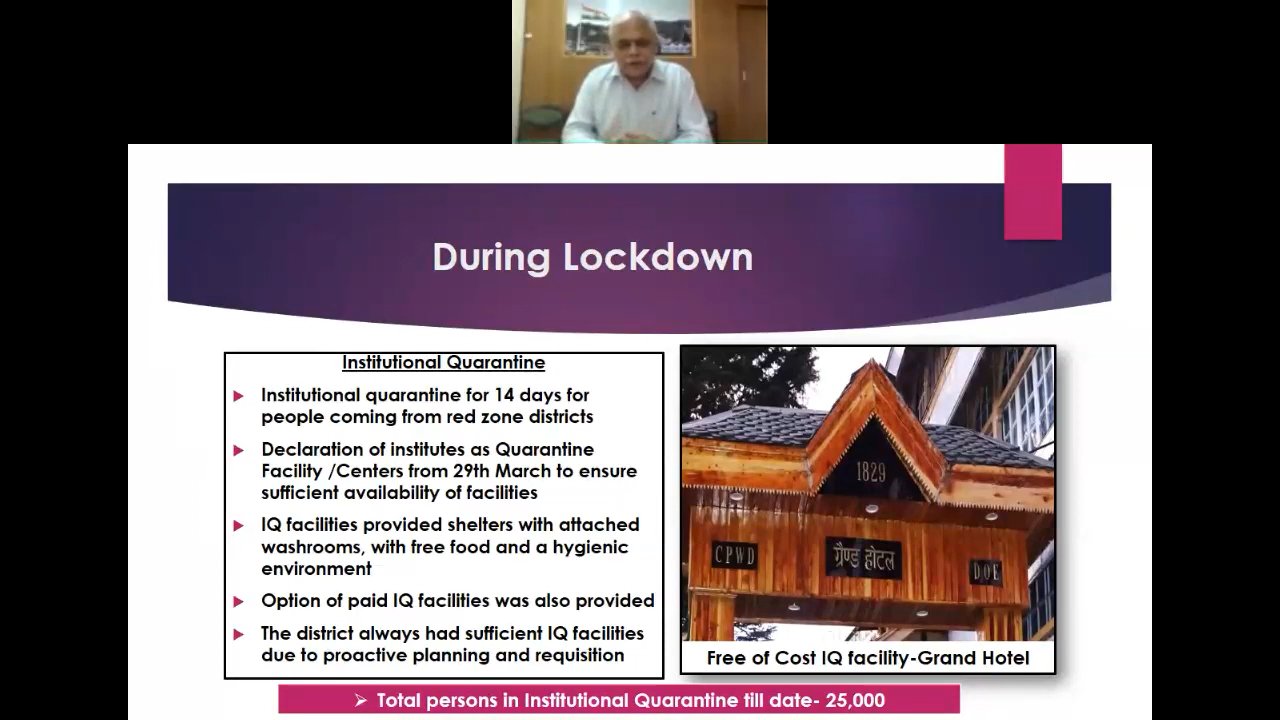 During Lockdown
Institutional Quarantine
Institutional quarantine for 14 days for
people coming from red zone districts
Declaration of institutes as Quarantine
Facility /Centers from 29th March to ensure
sufficient availability of facilities
IQ facilities provided shelters with attached
washrooms, with free food and a hygienic
environment
Option of paid IQ facilities was also provided
The district always had sufficient IQ facilities
due to proactive planning and requisition
1829
CPWD
ग्रैण्ड होटल
DOE
Free of Cost IQ facility-Grand Hotel
Total persons in Institutional Quarantine till date- 25,000